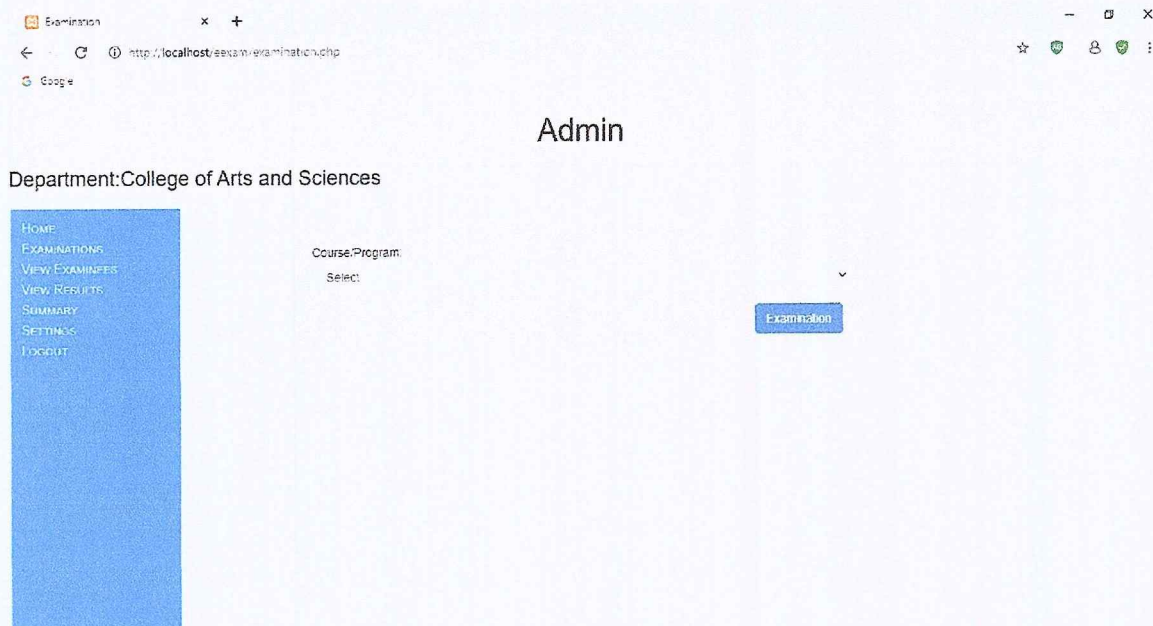 Examination
http://localhost/eexam/examination.php
Google
Admin
Department:College of Arts and Sciences
HOME
EXAMINATIONS
VIEW EXAMINEES
VIEW RESULTS
SUMMARY
SETTINGS
LOGOUT
Course/Program:
Select
Examination